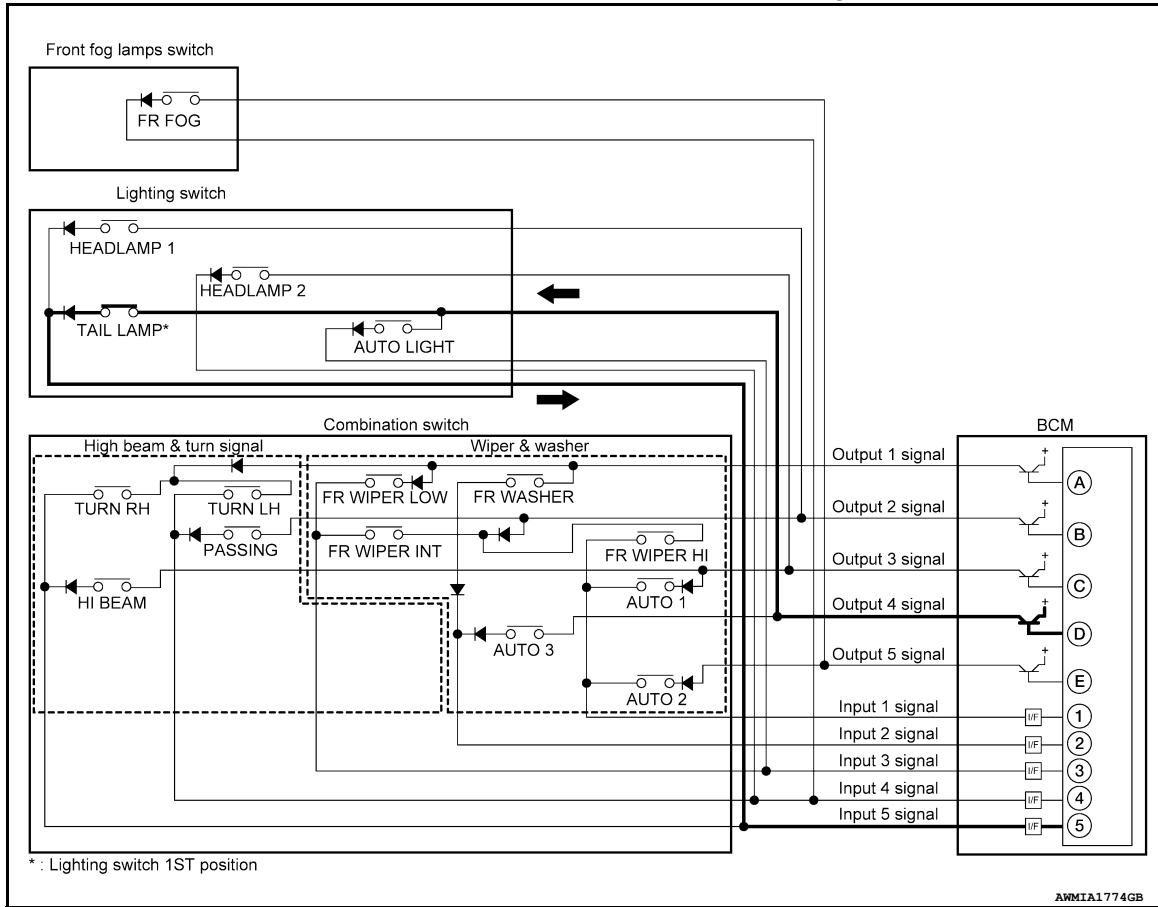 Front fog lamps switch
FR FOG
Lighting switch
HEADLAMP 1
HEADLAMP 2
TAIL LAMP*
AUTO LIGHT
Combination switch
BCM
High beam & turn signal
Wiper & washer
Output 1 signal
+
A
FR WIPER LOW
FR WASHER
TURN RH
TURN LH
Output 2 signal
+
B
PASSING
FR WIPER INT
FR WIPER HI
Output 3 signal
+
C
HI BEAM
AUTO 1
Output 4 signal
+
D
AUTO 3
Output 5 signal
+
E
AUTO 2
Input 1 signal
I/F
1
Input 2 signal
I/F
2
Input 3 signal
I/F
3
Input 4 signal
I/F
4
Input 5 signal
I/F
5
* : Lighting switch 1ST position
AWMIA1774GB